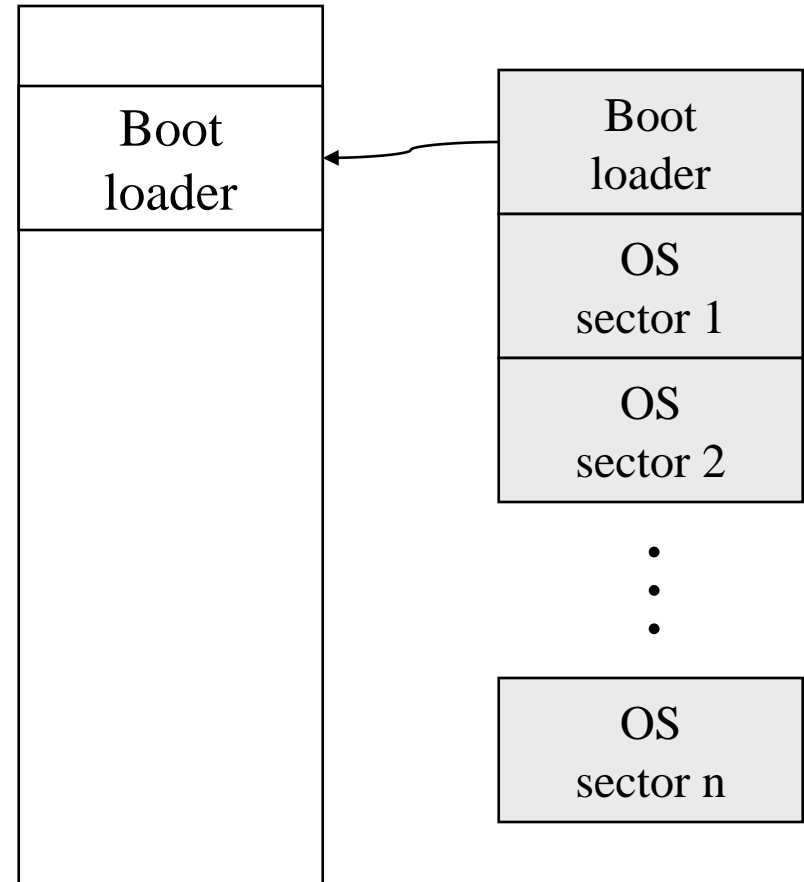 Boot
loader
Boot
loader
OS
sector 1
OS
sector 2
OS
sector n